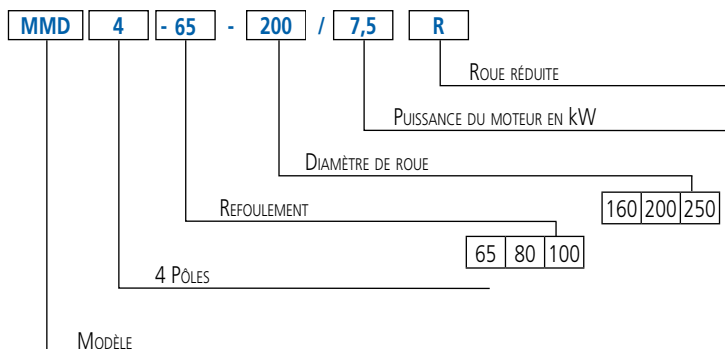 MMD 4 - 65 - 200 / 7,5 R
Roue réduite
Puissance du moteur en kW
Diamètre de roue
160 200 250
Refoulement
65 80 100
4 Pôles
Modèle